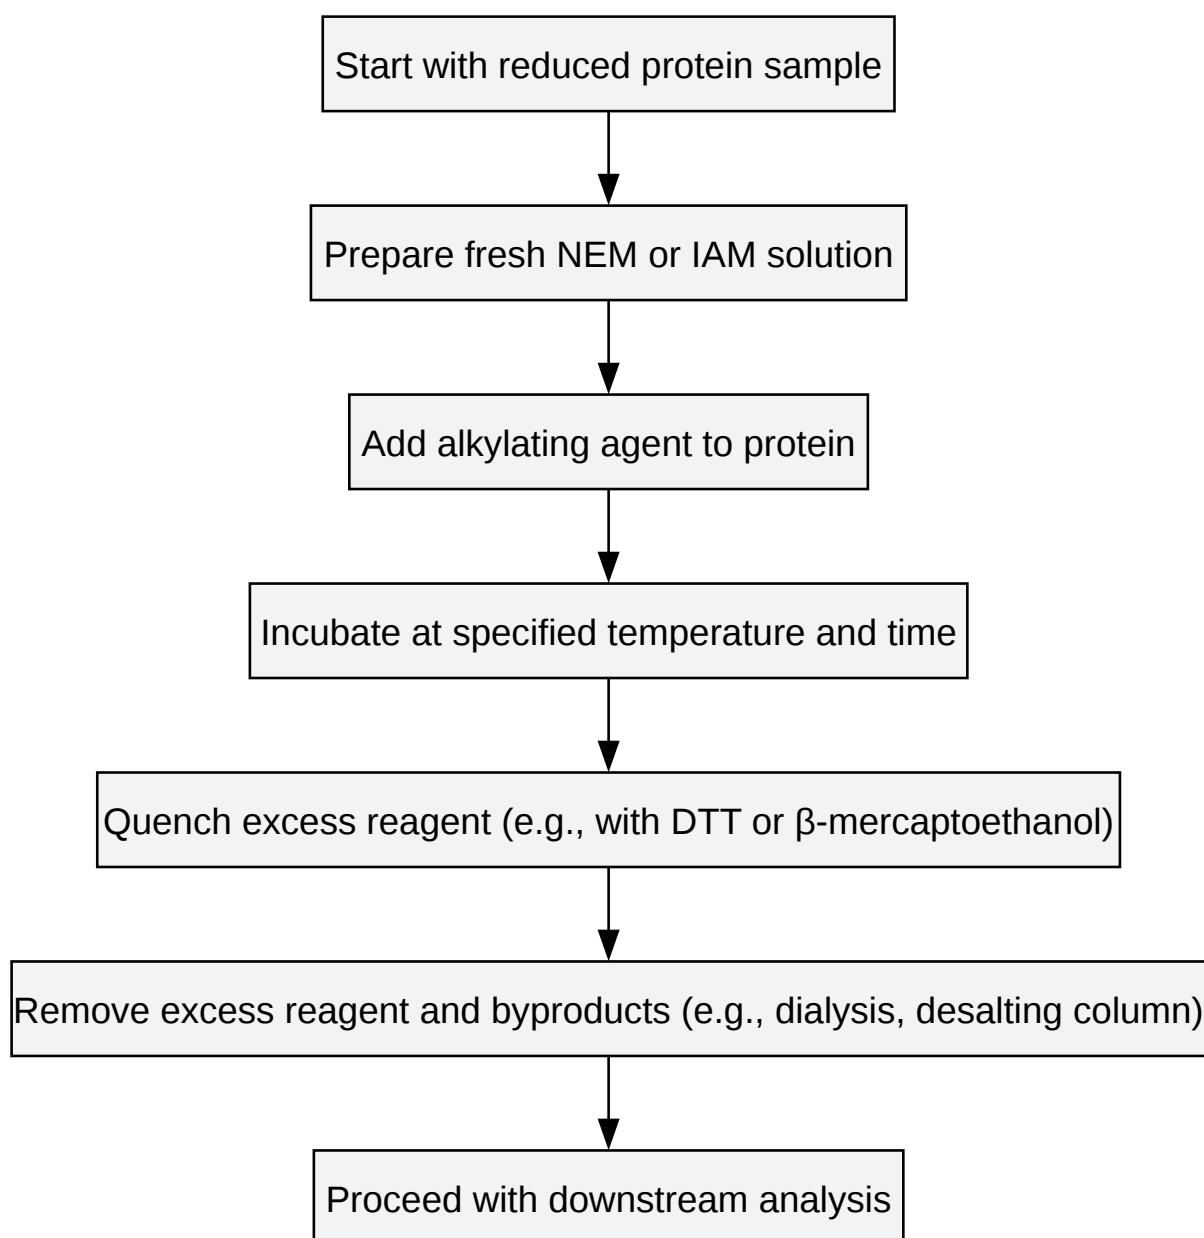 Start with reduced protein sample
Prepare fresh NEM or IAM solution
Add alkylating agent to protein
Incubate at specified temperature and time
Quench excess reagent (e.g., with DTT or β-mercaptoethanol)
Remove excess reagent and byproducts (e.g., dialysis, desalting column)
Proceed with downstream analysis